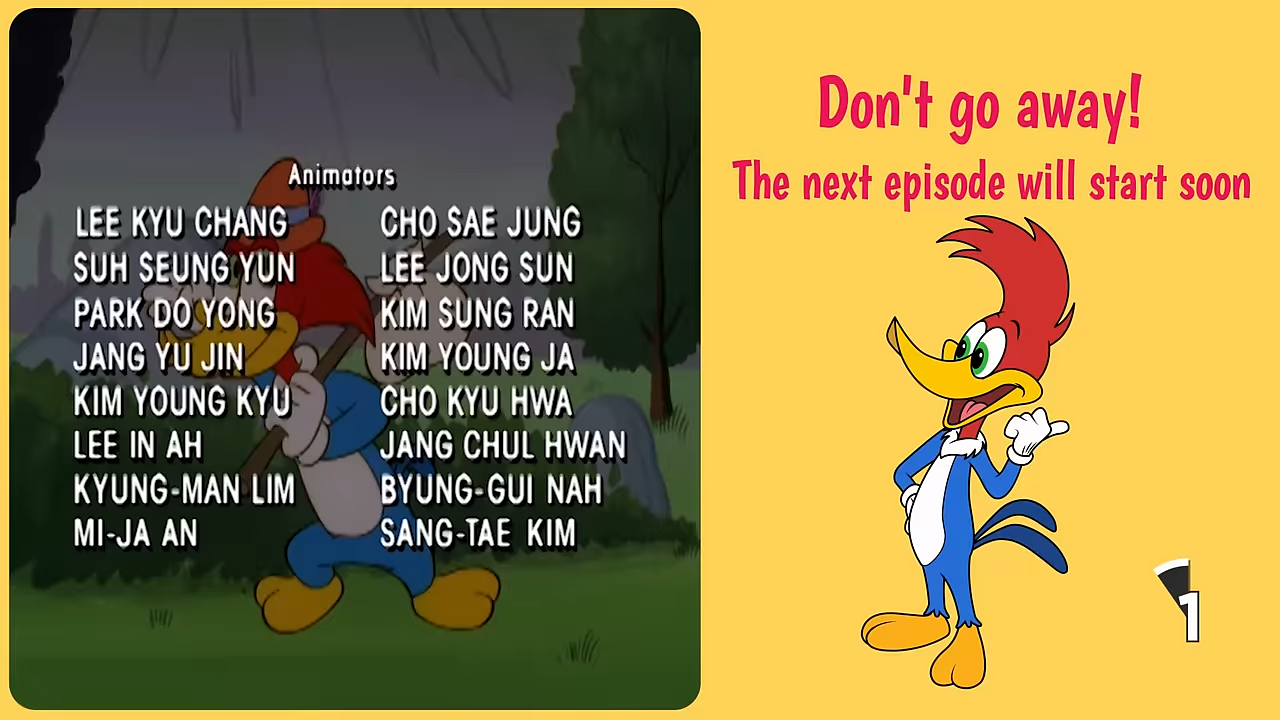 Animators
LEE KYU CHANG CHO SAE JUNG
SUH SEUNG YUN LEE JONG SUN
PARK DO YONG KIM SUNG RAN
JANG YU JIN KIM YOUNG JA
KIM YOUNG KYU CHO KYU HWA
LEE IN AH JANG CHUL HWAN
KYUNG-MAN LIM BYUNG-GUI NAH
MI-JA AN SANG-TAE KIM
Don't go away!
The next episode will start soon
1